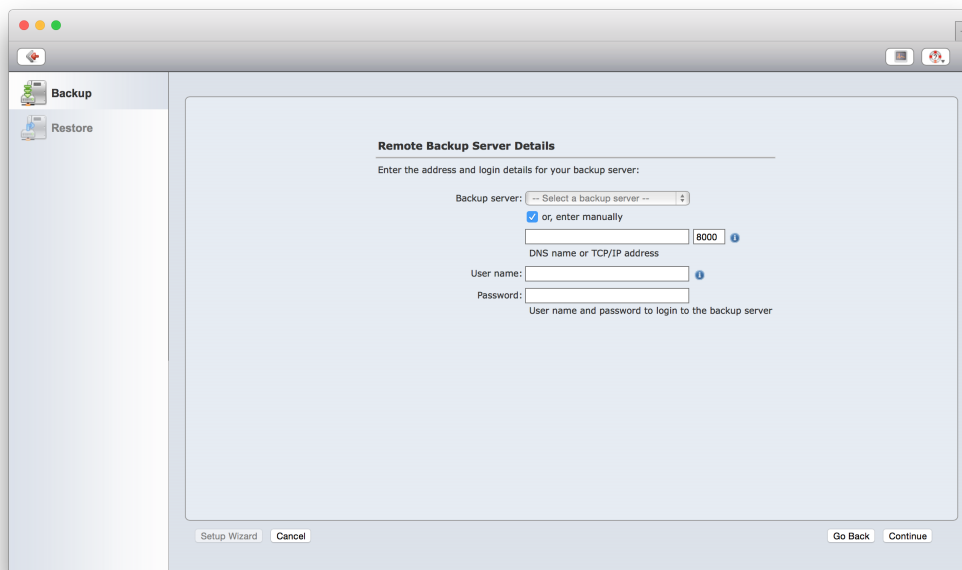 Backup
Restore
Remote Backup Server Details
Enter the address and login details for your backup server:
Backup server: -- Select a backup server --
or, enter manually
8000
DNS name or TCP/IP address
User name:
Password:
User name and password to login to the backup server
Setup Wizard Cancel Go Back Continue